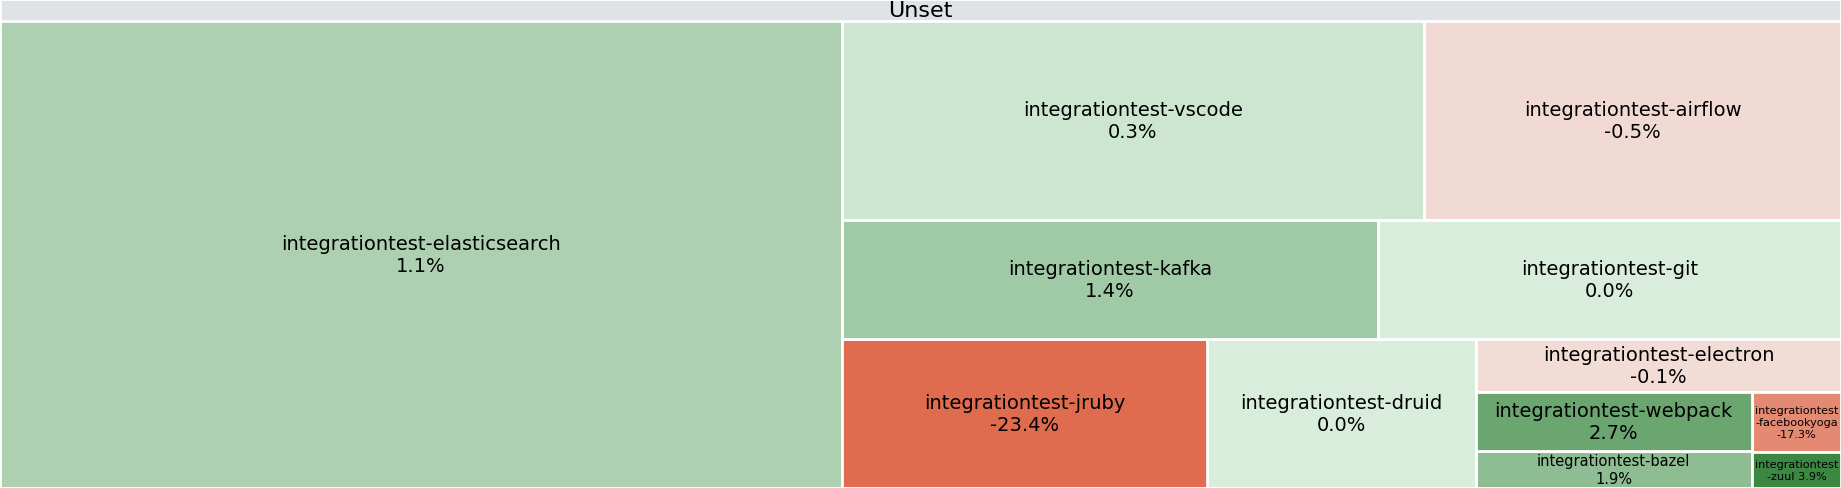 Unset
integrationtest-elasticsearch
1.1%
integrationtest-vscode
0.3%
integrationtest-airflow
-0.5%
integrationtest-kafka
1.4%
integrationtest-git
0.0%
integrationtest-jruby
-23.4%
integrationtest-druid
0.0%
integrationtest-electron
-0.1%
integrationtest-webpack
2.7%
integrationtest
-facebookyoga
-17.3%
integrationtest-bazel
1.9%
integrationtest
-zuul 3.9%